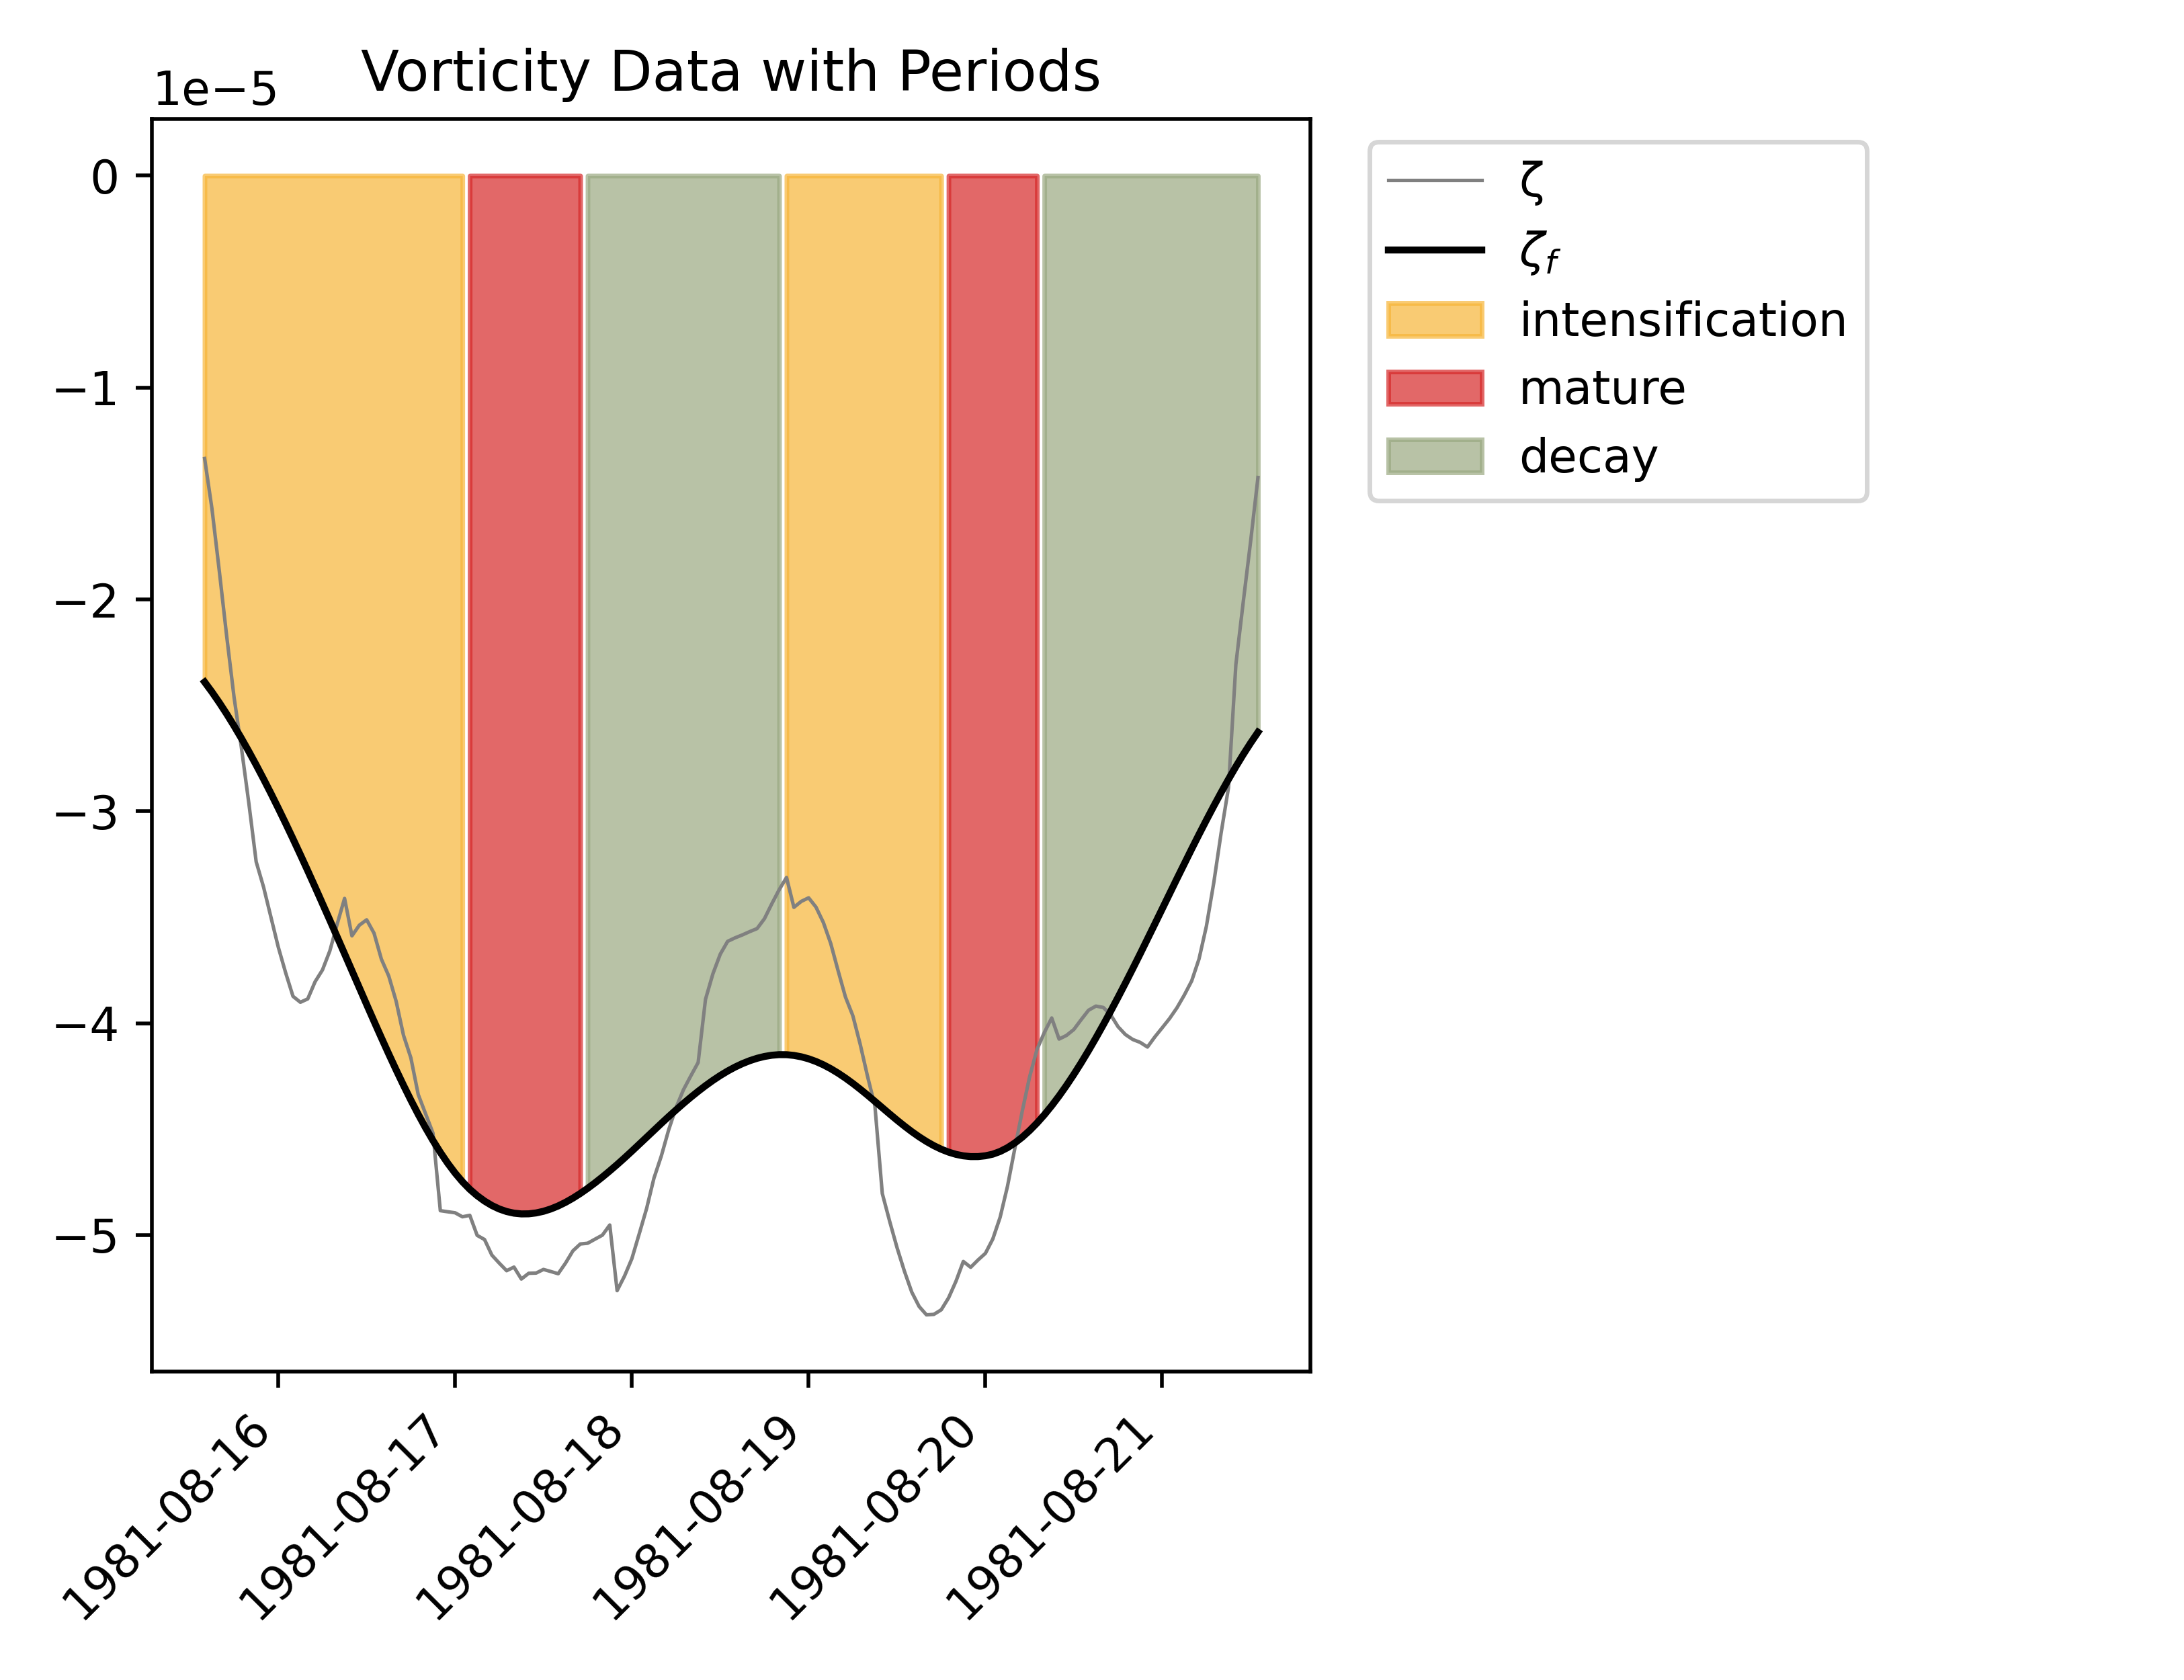 Vorticity Data with Periods
1e−5
0
−1
−2
−3
−4
−5
1981-08-16
1981-08-17
1981-08-18
1981-08-19
1981-08-20
1981-08-21
ζ
ζf
intensification
mature
decay